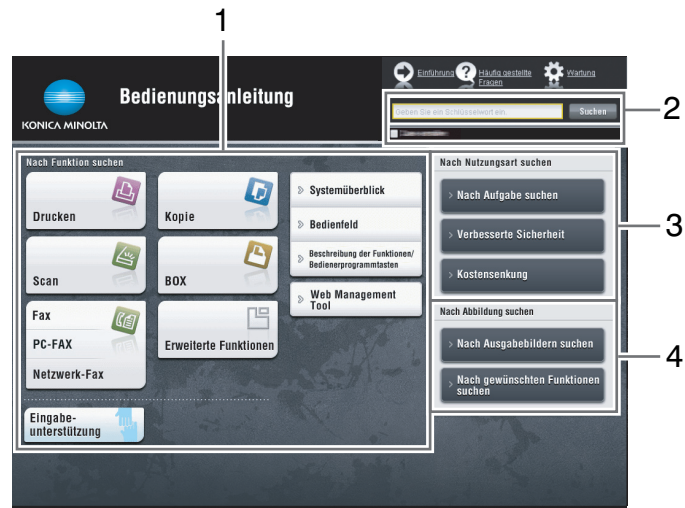 1
Bedienungsanleitung
KONICA MINOLTA
Einführung
Häufig gestellte
Fragen
Wartung
Geben Sie ein Schlüsselwort ein.
Suchen
2
Nach Funktion suchen
Drucken
Kopie
Scan
BOX
Fax
PC-FAX
Netzwerk-Fax
Erweiterte Funktionen
Eingabe-
unterstützung
Systemüberblick
Bedienfeld
Beschreibung der Funktionen/
Bedienerprogrammtasten
Web Management
Tool
Nach Nutzungsart suchen
Nach Aufgabe suchen
Verbesserte Sicherheit
Kostensenkung
3
Nach Abbildung suchen
Nach Ausgabebildern suchen
Nach gewünschten Funktionen
suchen
4